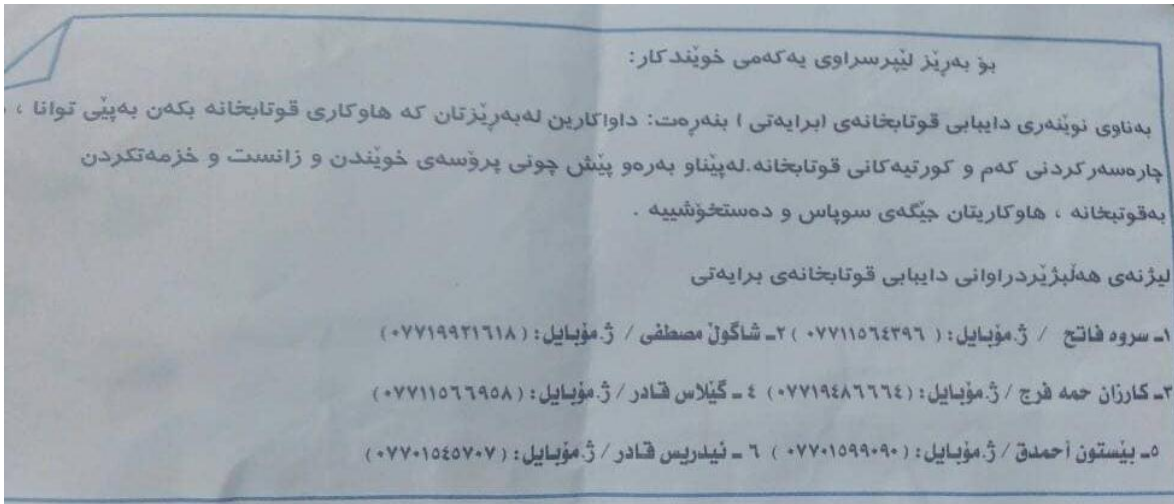 بۆ بەڕێز لێپرسراوی یەکەمی خوێندکار:
بەناوی نوێنەری دایبابی قوتابخانەی (برایەتی) بنەرەت: داواکارین لەبەڕێزتان کە هاوکاری قوتابخانە بکەن بەپێی توانا ،
چارەسەرکردنی کەم و کورتیەکانی قوتابخانە.لەپێناو بەرەو پێش چونی پرۆسەی خوێندن و زانست و خزمەتکردن
بەقوتبخانە ، هاوکاریتان جێگەی سوپاس و دەستخۆشییە .
لیژنەی هەڵبژێردراوانی دایبابی قوتابخانەی برایەتی
١ـ سروە فاتح / ژ.مۆبایل: ( ٠٧٧١١٥٦٤٣٩٦ ) ٢ـ شاگوڵ مصطفى / ژ.مۆبایل: ( ٠٧٧١٩٩٢١٦١٨)
٣ـ کارزان حمە فرج / ژ.مۆبایل: (٠٧٧١٩٤٨٦٦٦٤) ٤ ـ گێلاس قادر / ژ.مۆبایل: ( ٠٧٧١١٥٦٦٩٥٨)
٥ـ بێستون أحمدق / ژ.مۆبایل: (٠٧٧٠١٥٩٩٠٩٠ ) ٦ ـ ئیدریس قادر / ژ.مۆبایل: ( ٠٧٧٠١٥٤٥٧٠٧)